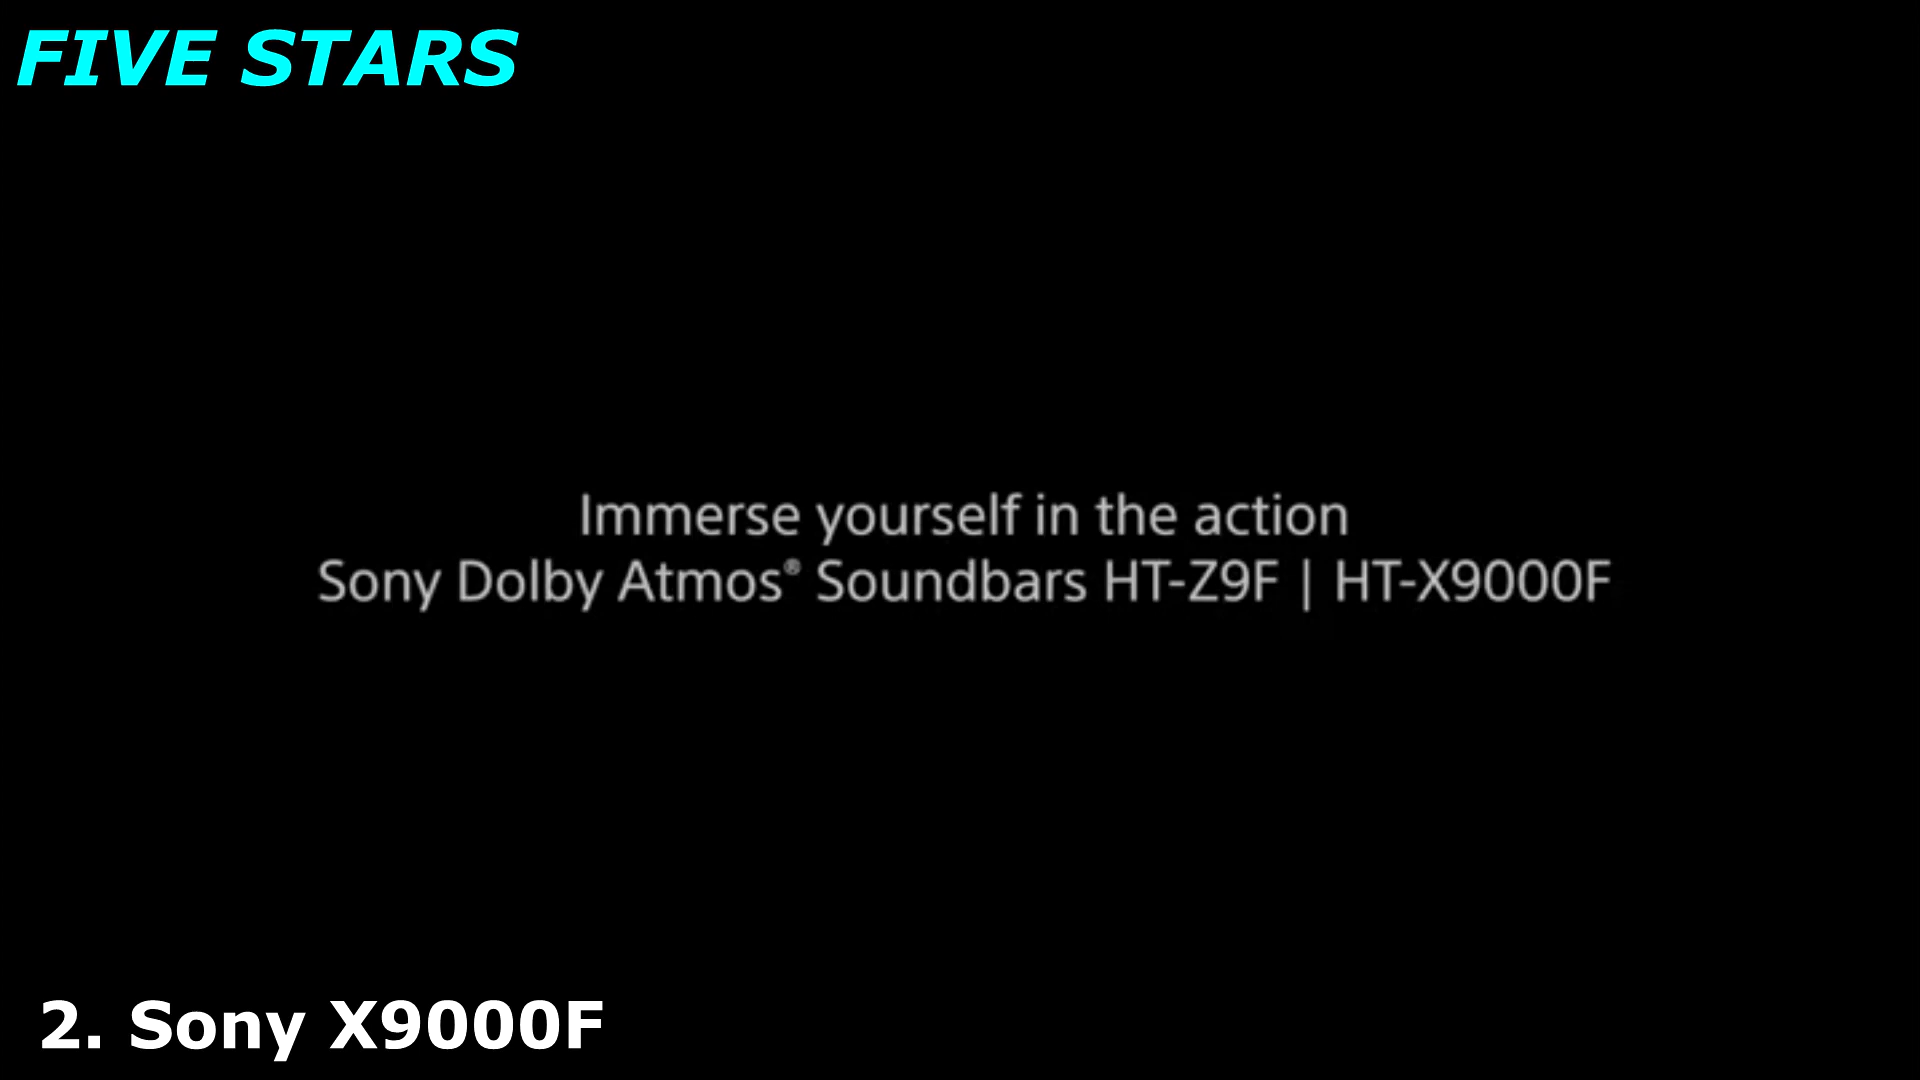 FIVE STARS
Immerse yourself in the action
Sony Dolby Atmos® Soundbars HT-Z9F | HT-X9000F
2. Sony X9000F